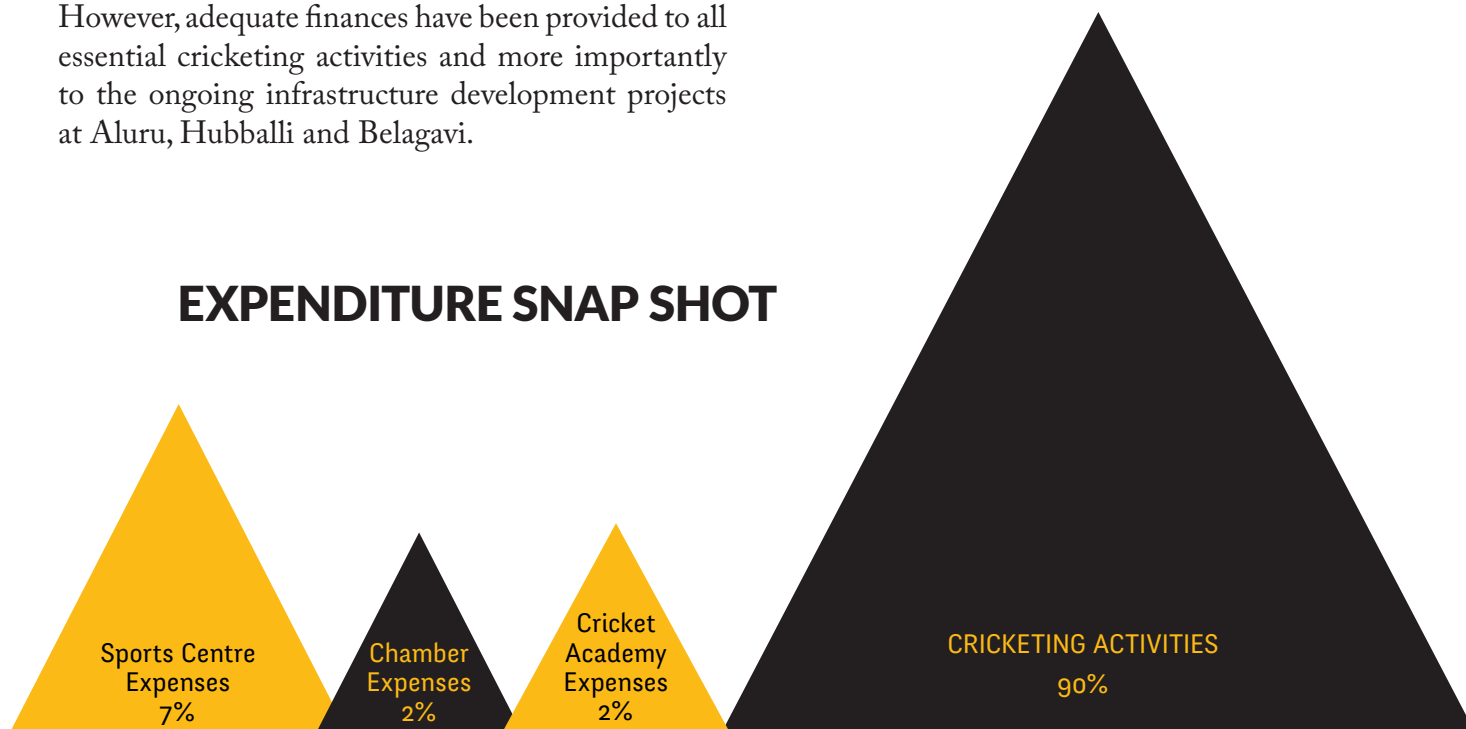 However, adequate finances have been provided to all
essential cricketing activities and more importantly
to the ongoing infrastructure development projects
at Aluru, Hubballi and Belagavi.
EXPENDITURE SNAP SHOT
Sports Centre
Expenses
7%
Chamber
Expenses
2%
Cricket
Academy
Expenses
2%
CRICKETING ACTIVITIES
90%